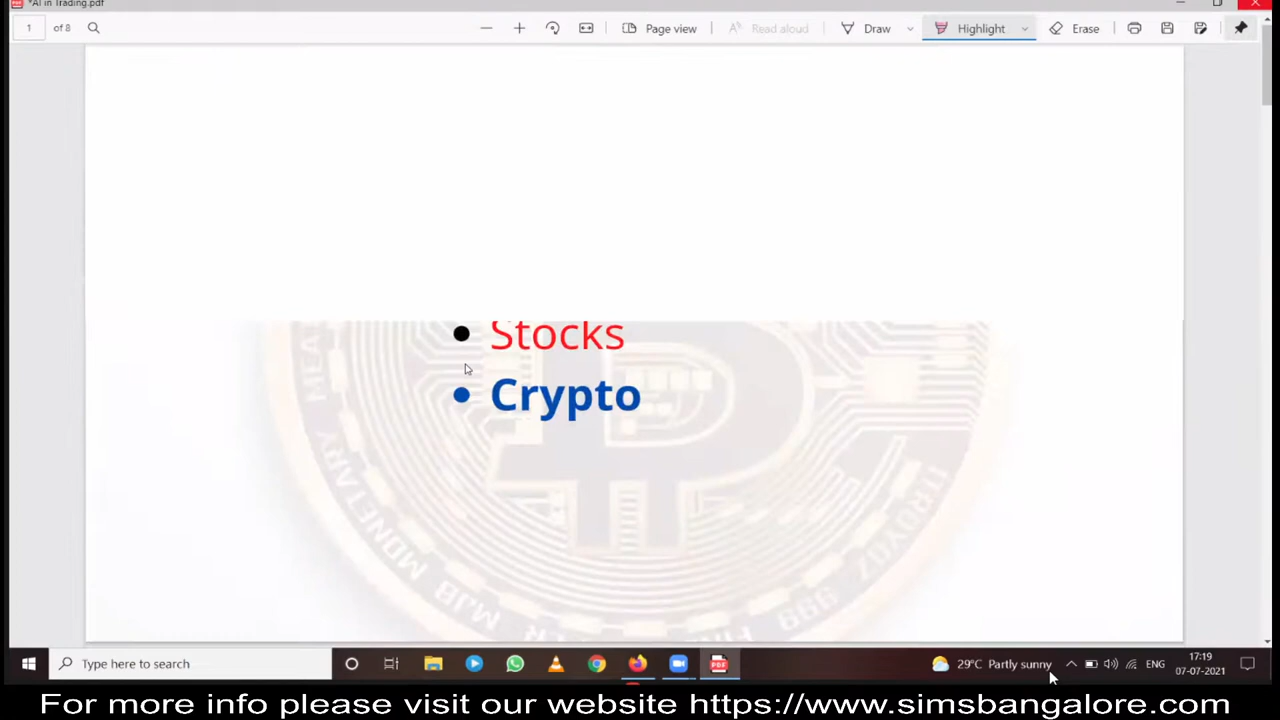 *AI in Trading.pdf
1 of 8 Page view Read aloud Draw Highlight Erase
Stocks
Crypto
MONETARY
MJB
Type here to search
29°C Partly sunny ENG 17:19
07-07-2021
For more info please visit our website https://www.simsbangalore.com